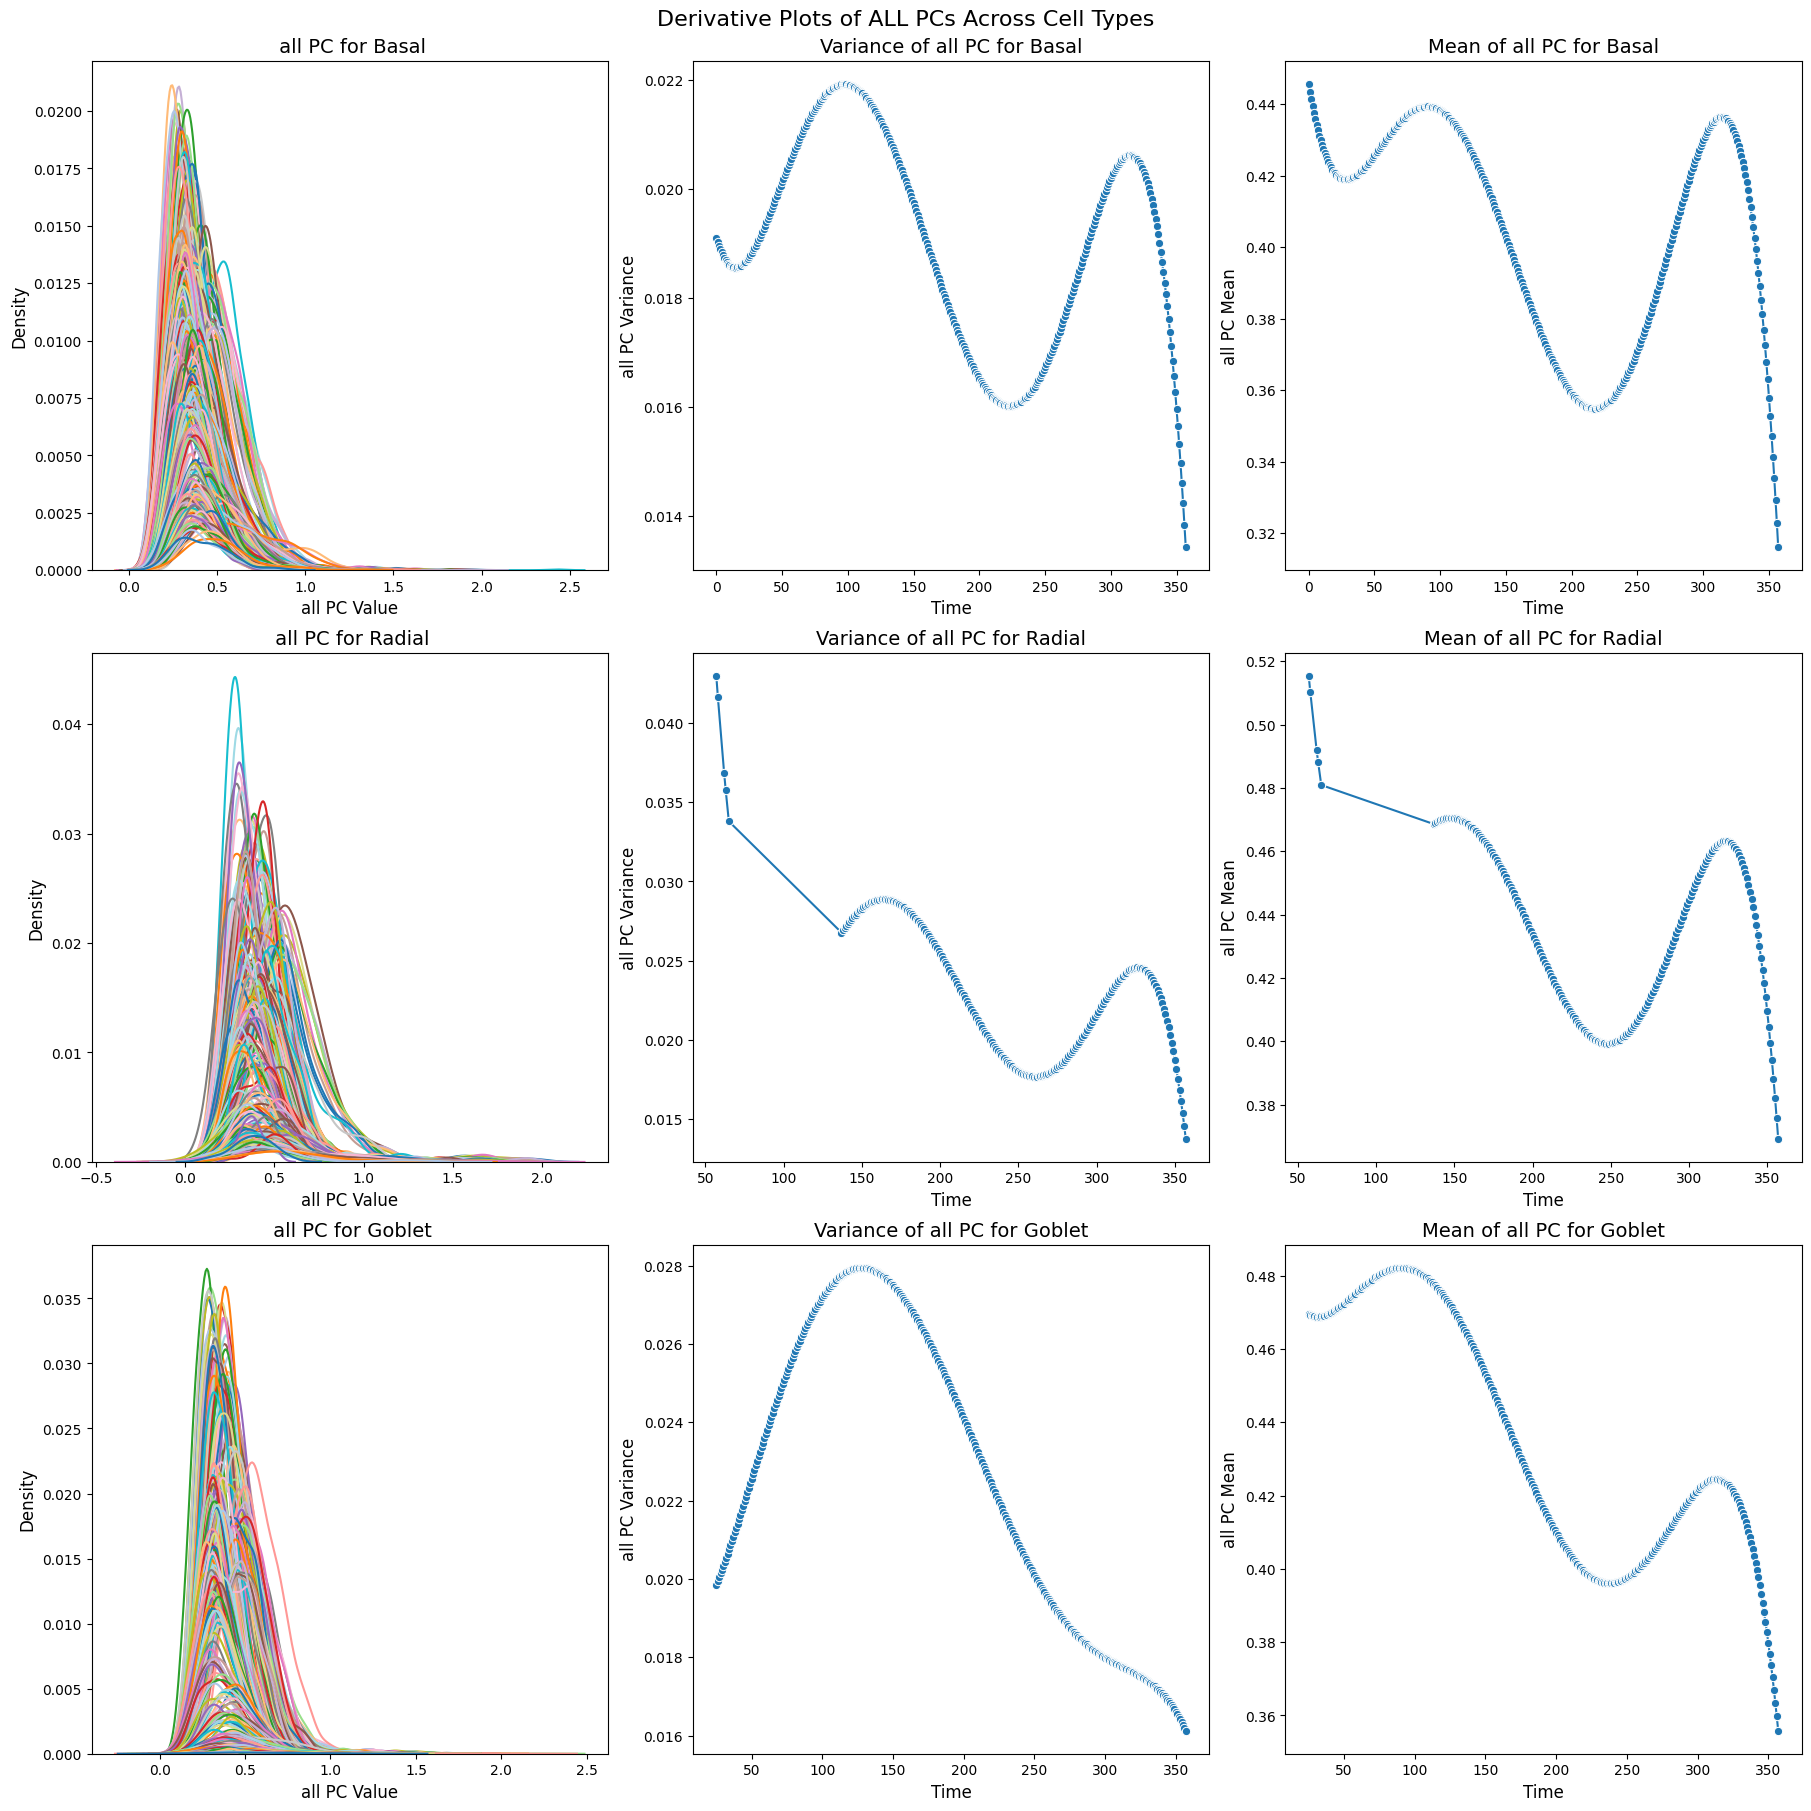 Derivative Plots of ALL PCs Across Cell Types
all PC for Basal
Density
0.0200
0.0175
0.0150
0.0125
0.0100
0.0075
0.0050
0.0025
0.0000
0.0 0.5 1.0 1.5 2.0 2.5
all PC Value
Variance of all PC for Basal
all PC Variance
0.022
0.020
0.018
0.016
0.014
0 50 100 150 200 250 300 350
Time
Mean of all PC for Basal
all PC Mean
0.44
0.42
0.40
0.38
0.36
0.34
0.32
0 50 100 150 200 250 300 350
Time
all PC for Radial
Density
0.04
0.03
0.02
0.01
0.00
−0.5 0.0 0.5 1.0 1.5 2.0
all PC Value
Variance of all PC for Radial
all PC Variance
0.040
0.035
0.030
0.025
0.020
0.015
50 100 150 200 250 300 350
Time
Mean of all PC for Radial
all PC Mean
0.52
0.50
0.48
0.46
0.44
0.42
0.40
0.38
50 100 150 200 250 300 350
Time
all PC for Goblet
Density
0.035
0.030
0.025
0.020
0.015
0.010
0.005
0.000
0.0 0.5 1.0 1.5 2.0 2.5
all PC Value
Variance of all PC for Goblet
all PC Variance
0.028
0.026
0.024
0.022
0.020
0.018
0.016
50 100 150 200 250 300 350
Time
Mean of all PC for Goblet
all PC Mean
0.48
0.46
0.44
0.42
0.40
0.38
0.36
50 100 150 200 250 300 350
Time